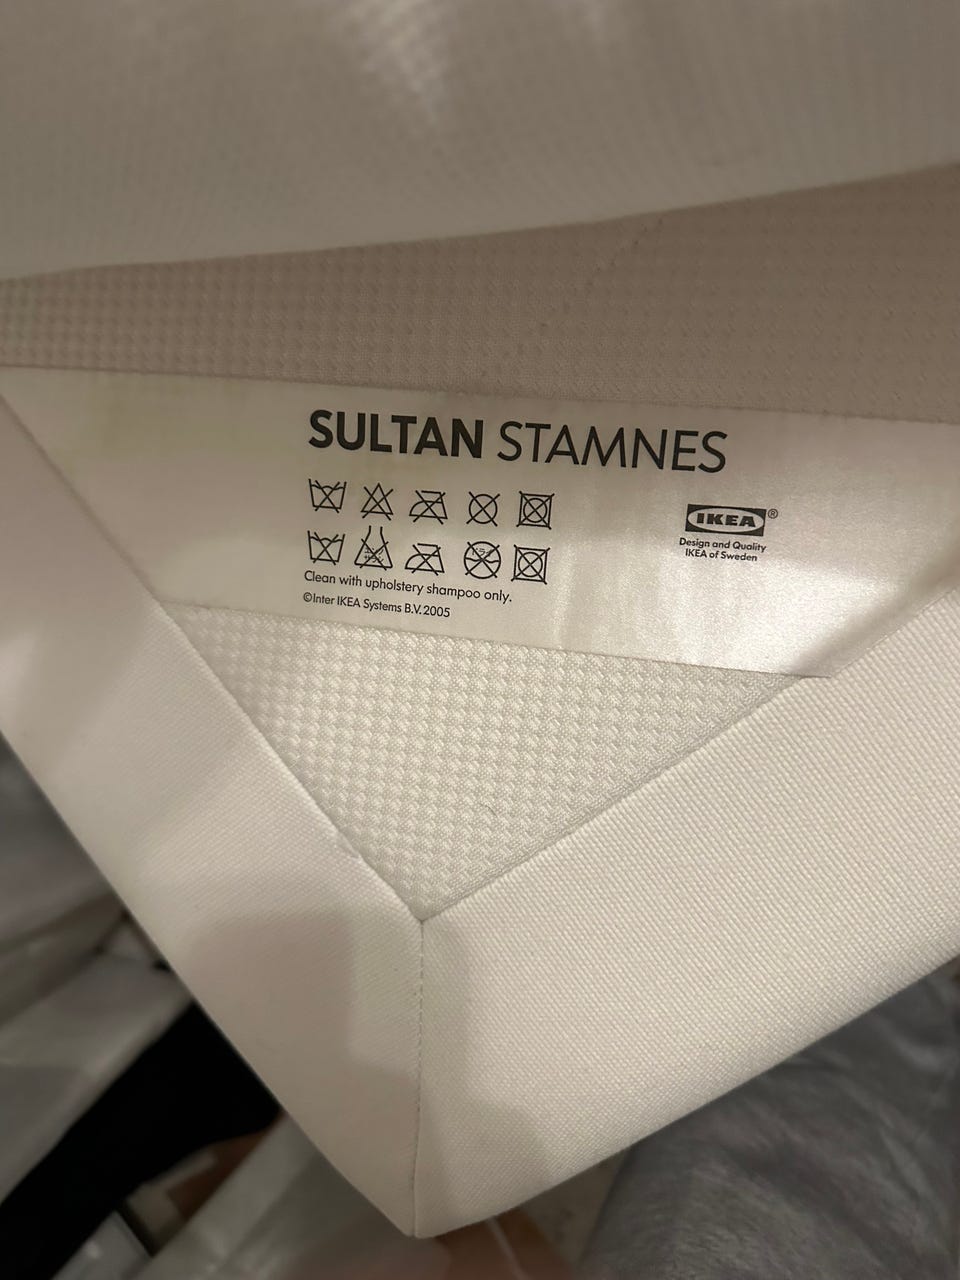 SULTAN STAMNES
IKEA®
Design and Quality
IKEA of Sweden
Clean with upholstery shampoo only.
©Inter IKEA Systems B.V. 2005